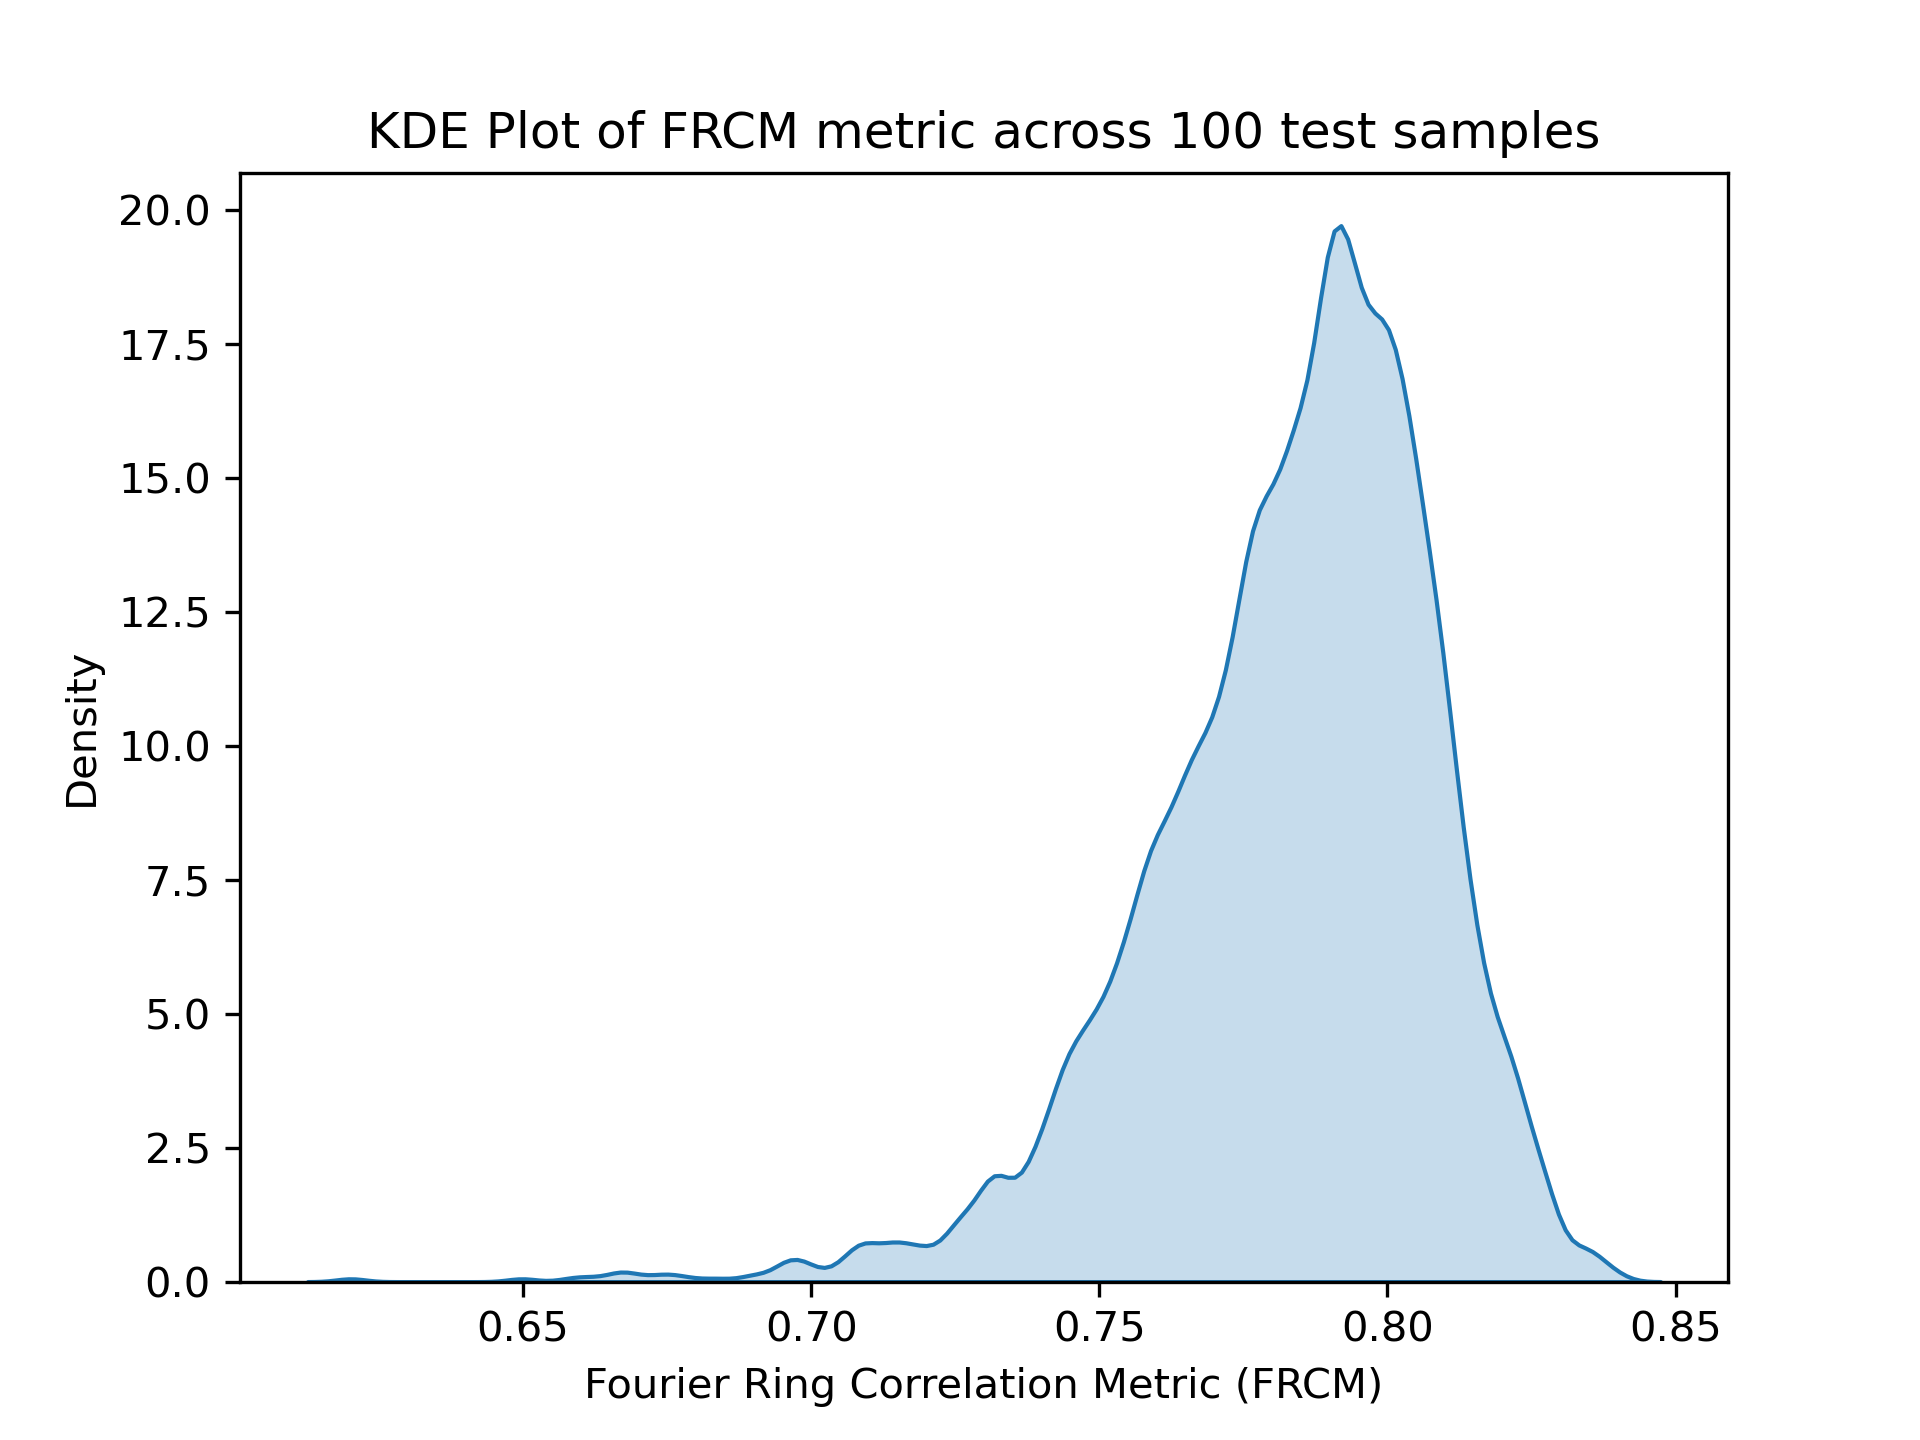 KDE Plot of FRCM metric across 100 test samples
20.0
17.5
15.0
12.5
10.0
7.5
5.0
2.5
0.0
Density
0.65 0.70 0.75 0.80 0.85
Fourier Ring Correlation Metric (FRCM)